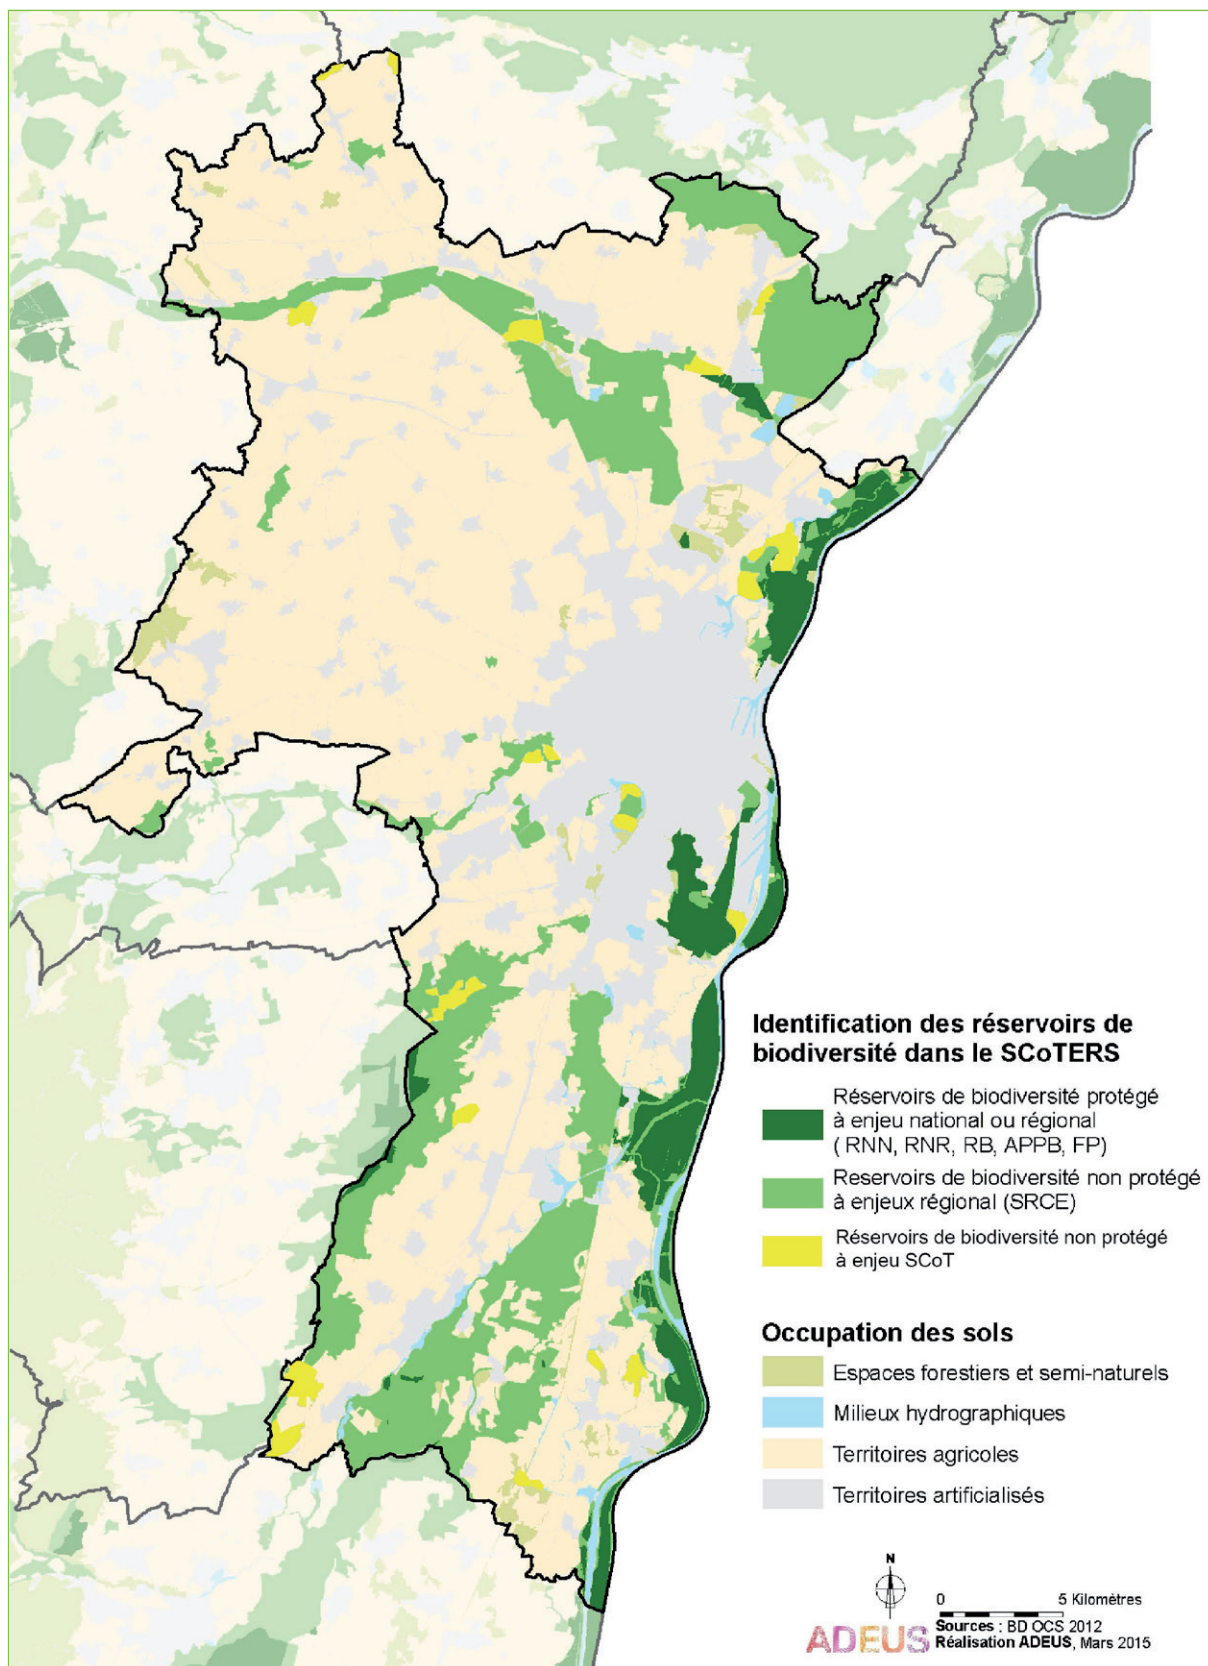 Identification des réservoirs de
biodiversité dans le SCoTERS
Réservoirs de biodiversité protégé
à enjeu national ou régional
( RNN, RNR, RB, APPB, FP)
Reservoirs de biodiversité non protégé
à enjeux régional (SRCE)
Réservoirs de biodiversité non protégé
à enjeu SCoT
Occupation des sols
Espaces forestiers et semi-naturels
Milieux hydrographiques
Territoires agricoles
Territoires artificialisés
N
0 5 Kilométres
ADEUS
Sources : BD OCS 2012
Réalisation ADEUS, Mars 2015